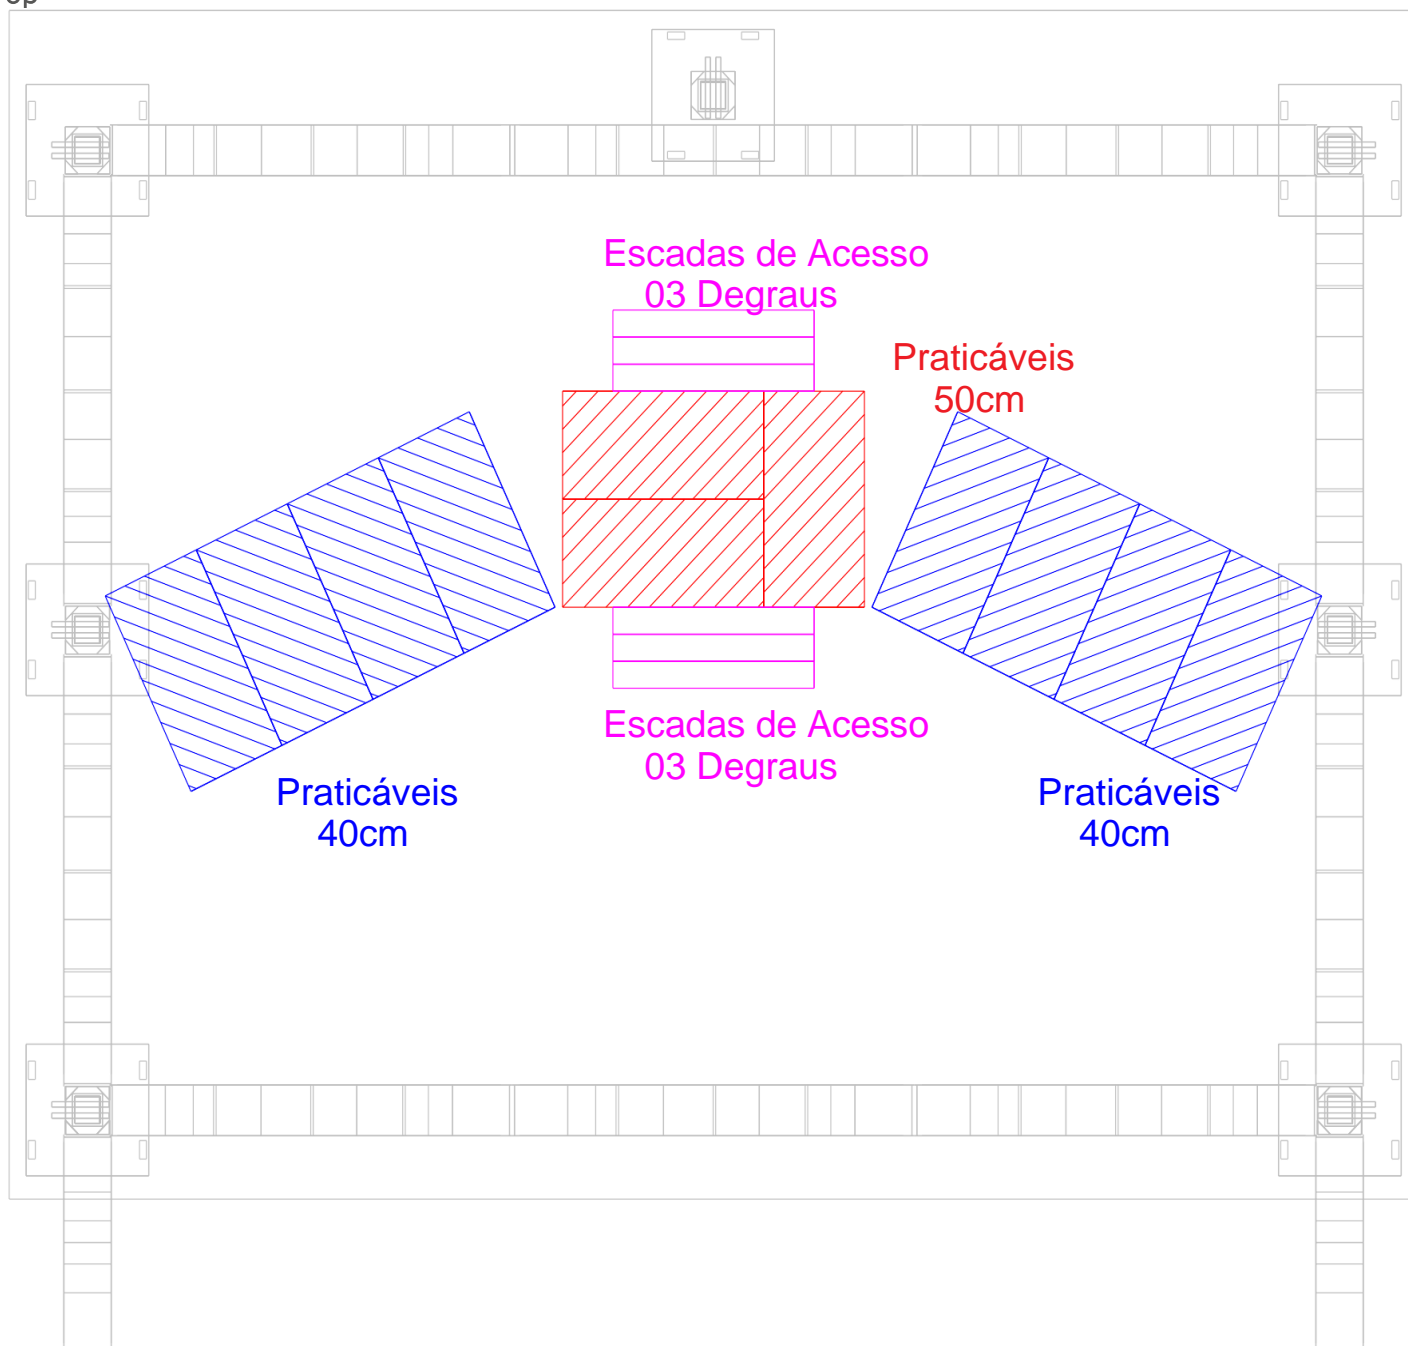 Escadas de Acesso
03 Degraus
Praticáveis
50cm
Escadas de Acesso
03 Degraus
Praticáveis
40cm
Praticáveis
40cm